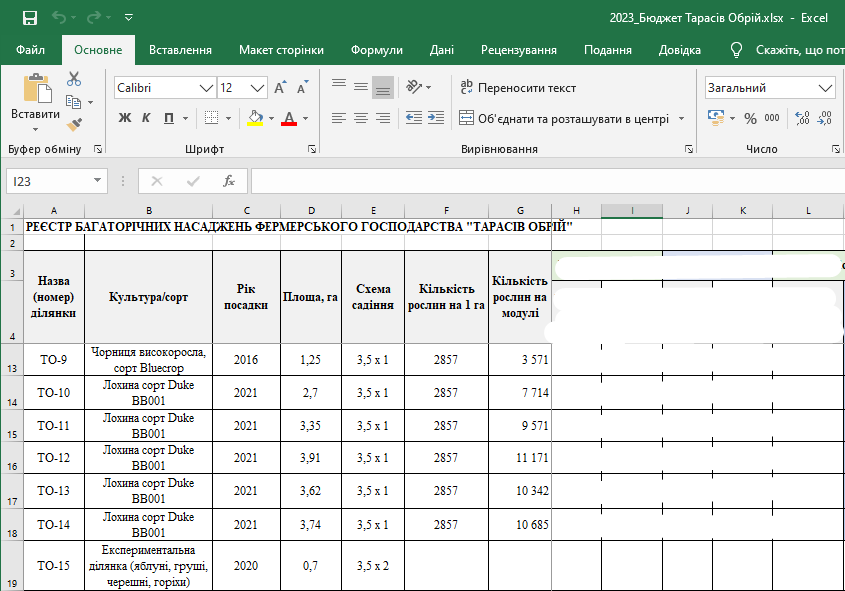 2023_Бюджет Тарасів Обрій.xlsx - Excel
Файл Основне Вставлення Макет сторінки Формули Дані Рецензування Подання Довідка Скажіть, що пот
Calibri 12 A A Переносити текст Загальний
Вставити Ж К П A Об'єднати та розташувати в центрі % 000
Буфер обміну Шрифт Вирівнювання Число
I23 fx
A B C D E F G H I J K L
1 РЕЄСТР БАГАТОРІЧНИХ НАСАДЖЕНЬ ФЕРМЕРСЬКОГО ГОСПОДАРСТВА "ТАРАСІВ ОБРІЙ"
2
3
4
Назва (номер) ділянки
Культура/сорт
Рік посадки
Площа, га
Схема садіння
Кількість рослин на 1 га
Кількість рослин на модулі
13 ТО-9 Чорниця високоросла, сорт Bluecrop 2016 1,25 3,5 x 1 2857 3 571
14 ТО-10 Лохина сорт Duke BB001 2021 2,7 3,5 x 1 2857 7 714
15 ТО-11 Лохина сорт Duke BB001 2021 3,35 3,5 x 1 2857 9 571
16 ТО-12 Лохина сорт Duke BB001 2021 3,91 3,5 x 1 2857 11 171
17 ТО-13 Лохина сорт Duke BB001 2021 3,62 3,5 x 1 2857 10 342
18 ТО-14 Лохина сорт Duke BB001 2021 3,74 3,5 x 1 2857 10 685
19 ТО-15 Експериментальна ділянка (яблуні, груші, черешні, горіхи) 2020 0,7 3,5 x 2